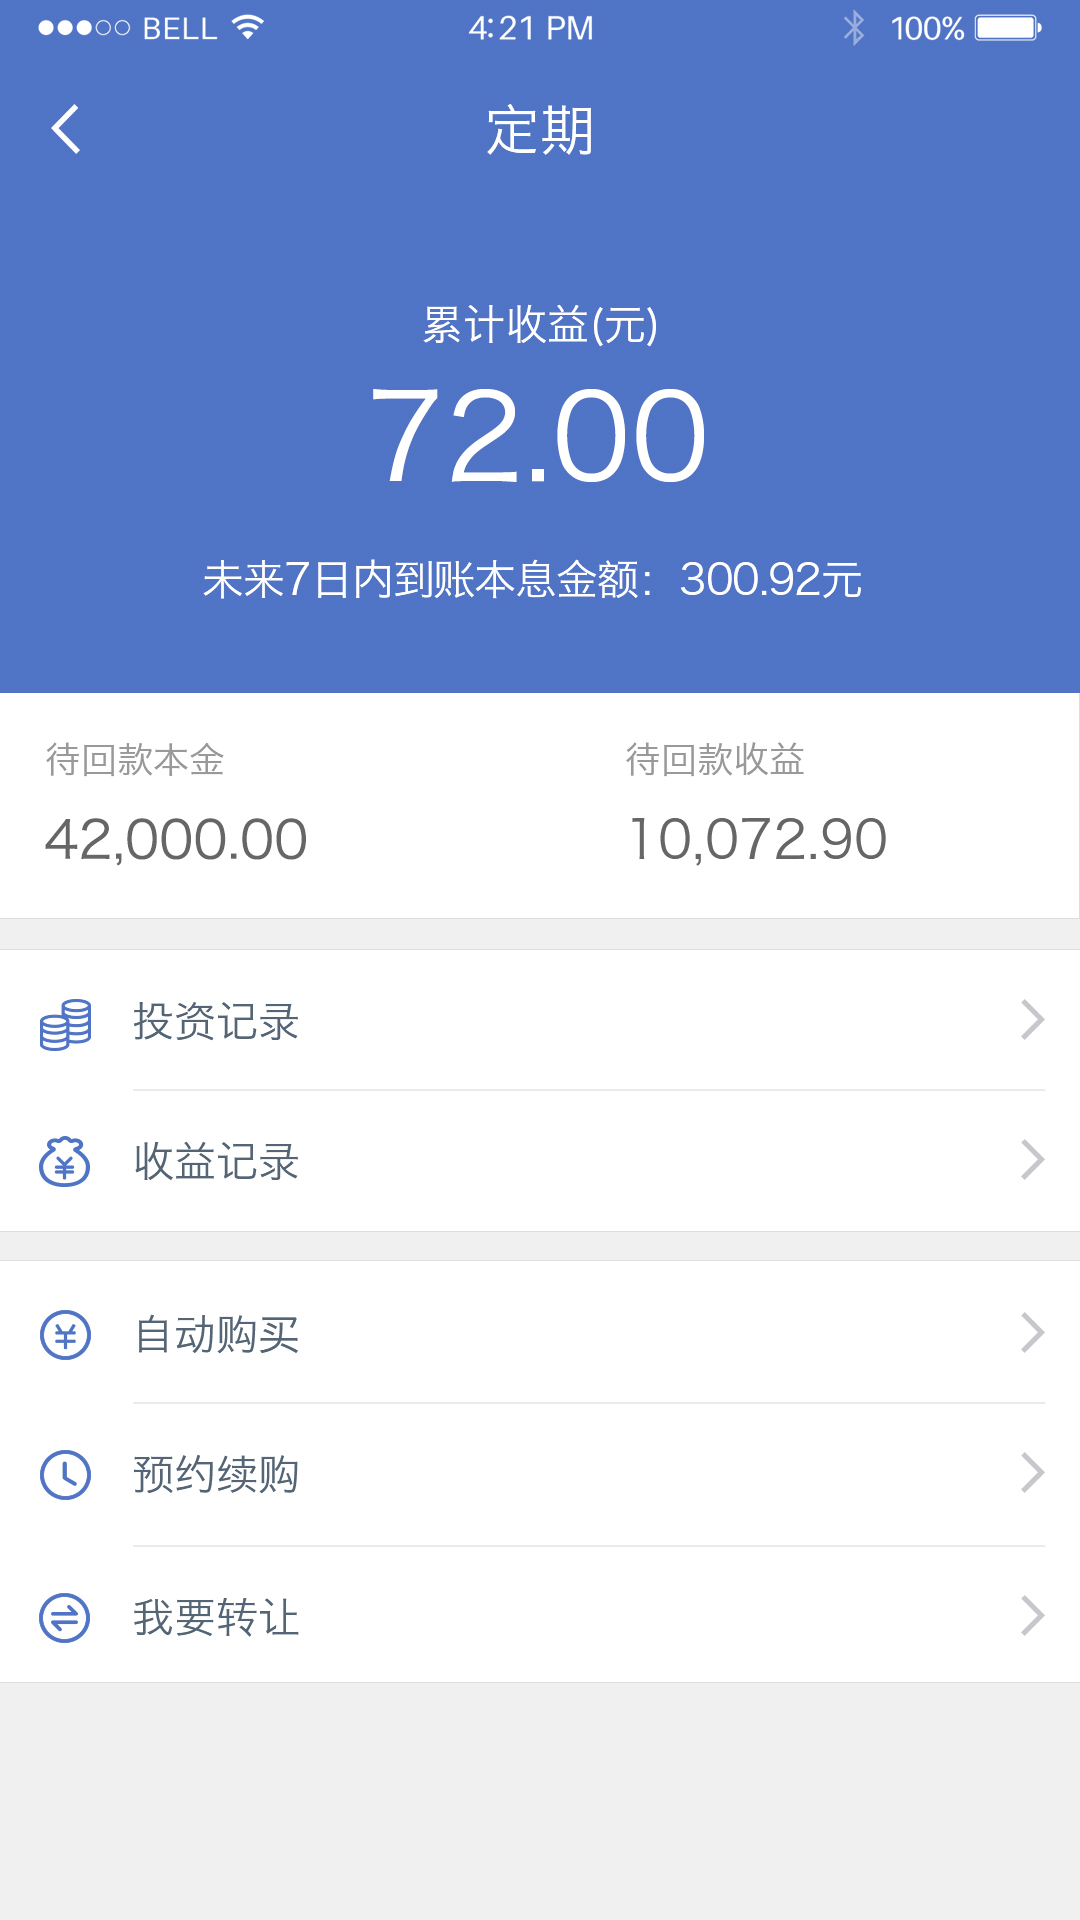 BELL 4:21 PM 100%
定期
累计收益(元)
72.00
未来7日内到账本息金额：300.92元
待回款本金 待回款收益
42,000.00 10,072.90
投资记录
收益记录
自动购买
预约续购
我要转让